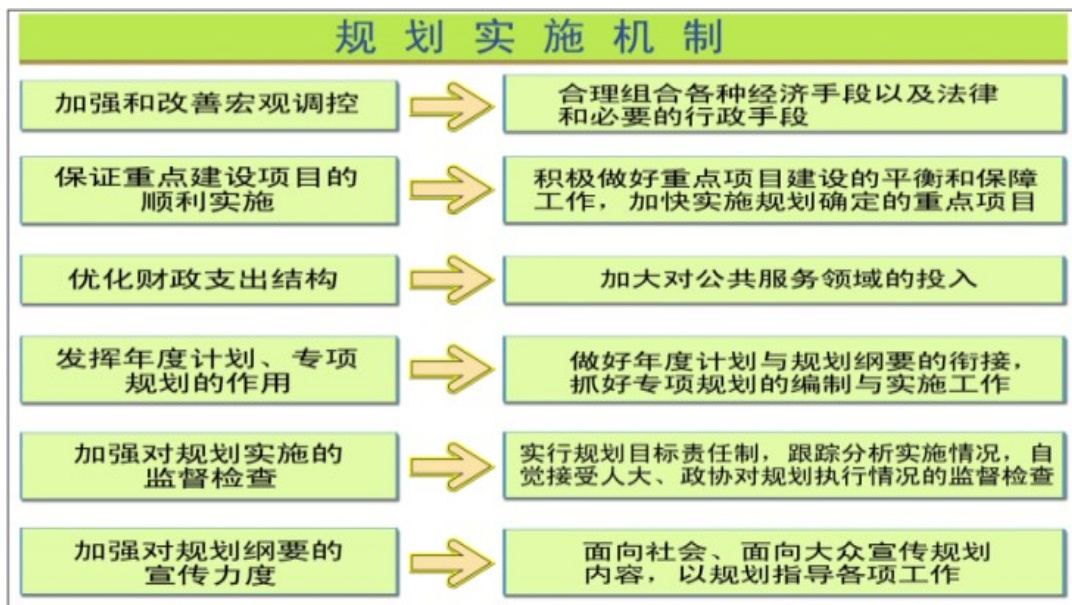 规划实施机制
加强和改善宏观调控
合理组合各种经济手段以及法律
和必要的行政手段
保证重点建设项目的
顺利实施
积极做好重点项目建设的平衡和保障
工作，加快实施规划确定的重点项目
优化财政支出结构
加大对公共服务领域的投入
发挥年度计划、专项
规划的作用
做好年度计划与规划纲要的衔接，
抓好专项规划的编制与实施工作
加强对规划实施的
监督检查
实行规划目标责任制，跟踪分析实施情况，自
觉接受人大、政协对规划执行情况的监督检查
加强对规划纲要的
宣传力度
面向社会、面向大众宣传规划
内容，以规划指导各项工作